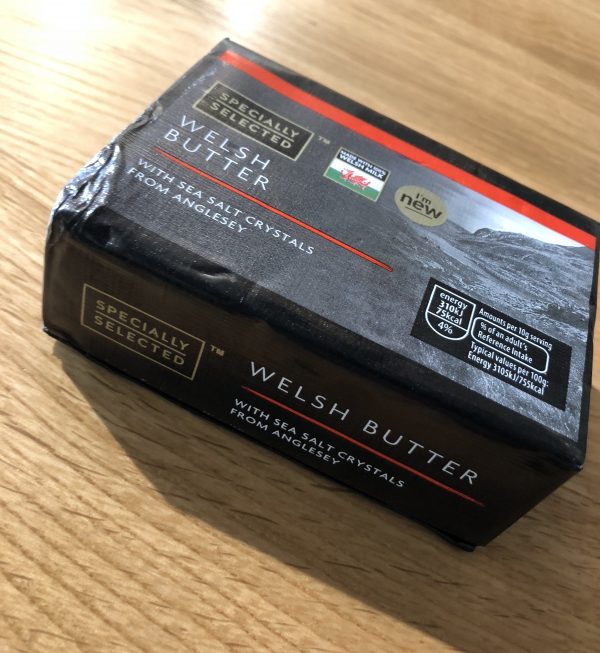 SPECIALLY
SELECTED
™
WELSH
BUTTER
WITH SEA SALT CRYSTALS
FROM ANGLESEY
MADE WITH 100%
WELSH MILK
I'm
new
energy
310kJ
75kcal
4%
Amounts per 10g serving
% of an adult's
Reference Intake
Typical values per 100g:
Energy 3105kJ/755kcal
SPECIALLY
SELECTED
™
WELSH BUTTER
WITH SEA SALT CRYSTALS
FROM ANGLESEY